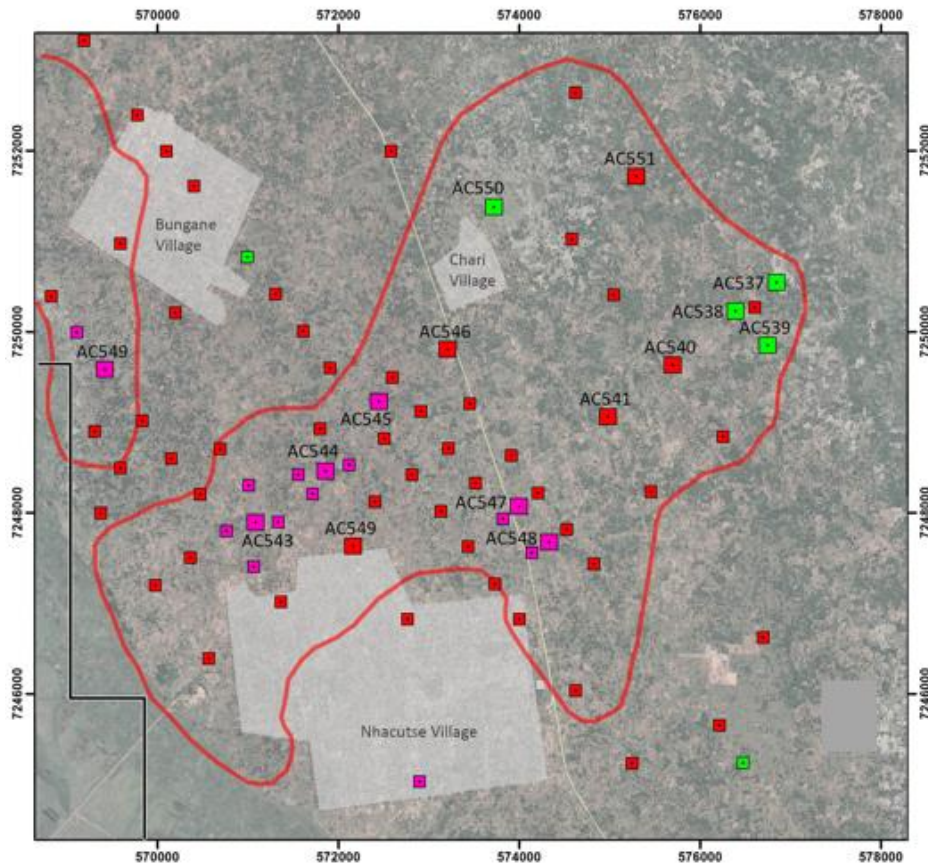 570000 572000 574000 576000 578000
7252000 7252000
AC551
AC550
Bungane
Village
Chari
Village
AC537
AC538
AC539
7250000 7250000
AC546
AC549
AC540
AC545
AC541
AC544
7248000 7248000
AC547
AC543
AC549
AC548
7246000 7246000
Nhacutse Village
570000 572000 574000 576000 578000